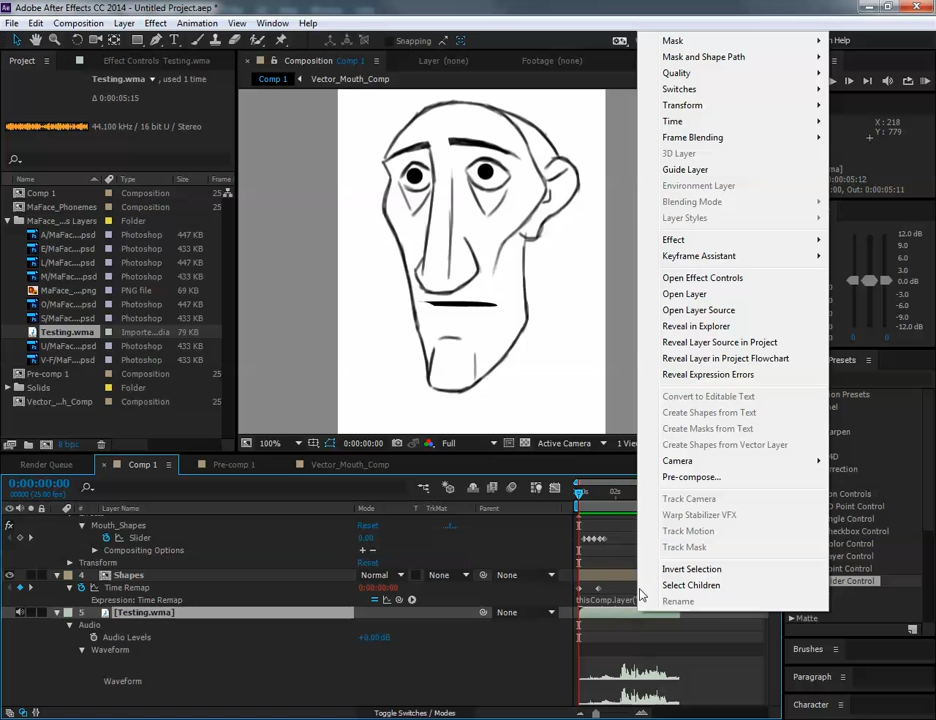 Adobe After Effects CC 2014 - Untitled Project.aep *
File Edit Composition Layer Effect Animation View Window Help
Snapping
Help
Project
Effect Controls Testing.wma
Composition Comp 1
Layer (none)
Footage (none)
Comp 1
Vector_Mouth_Comp
Testing.wma , used 1 time
Δ 0:00:05:15
44.100 kHz / 16 bit U / Stereo
Name Type Size Frame
Comp 1 Composition 25
MaFace_Phonemes Composition 25
MaFace_...s Layers Folder
A/MaFac....psd Photoshop 447 KB
E/MaFac....psd Photoshop 433 KB
L/MaFac....psd Photoshop 433 KB
M/MaFac....psd Photoshop 447 KB
MaFace_....png PNG file 69 KB
O/MaFac....psd Photoshop 433 KB
S/MaFac....psd Photoshop 433 KB
Testing.wma Importe...dia 79 KB
U/MaFac....psd Photoshop 433 KB
V-F/MaF....psd Photoshop 433 KB
Pre-comp 1 Composition 25
Solids Folder
Vector_...h_Comp Composition 25
8 bpc
100%
0:00:00:00
Full
Active Camera
1 View
Mask
Mask and Shape Path
Quality
Switches
Transform
Time
Frame Blending
3D Layer
Guide Layer
Environment Layer
Blending Mode
Layer Styles
Effect
Keyframe Assistant
Open Effect Controls
Open Layer
Open Layer Source
Reveal in Explorer
Reveal Layer Source in Project
Reveal Layer in Project Flowchart
Reveal Expression Errors
Convert to Editable Text
Create Shapes from Text
Create Masks from Text
Create Shapes from Vector Layer
Camera
Pre-compose...
Track Camera
Warp Stabilizer VFX
Track Motion
Track Mask
Invert Selection
Select Children
Rename
X : 218
Y : 779
12.0 dB
9.0
6.0
3.0
0.0
-3.0
-6.0
-9.0
-12.0 dB
Presets
Matte
Brushes
Paragraph
Character
Render Queue
Comp 1
Pre-comp 1
Vector_Mouth_Comp
0:00:00:00
00000 (25.00 fps)
# Layer Name Mode T TrkMat Parent
02s
Mouth_Shapes Reset
Slider 0.00
Compositing Options
Transform Reset
4 Shapes Normal None None
Time Remap 0:00:00:00
Expression: Time Remap
5 [Testing.wma] None
Audio
Audio Levels +0.00dB
Waveform
Waveform
Toggle Switches / Modes